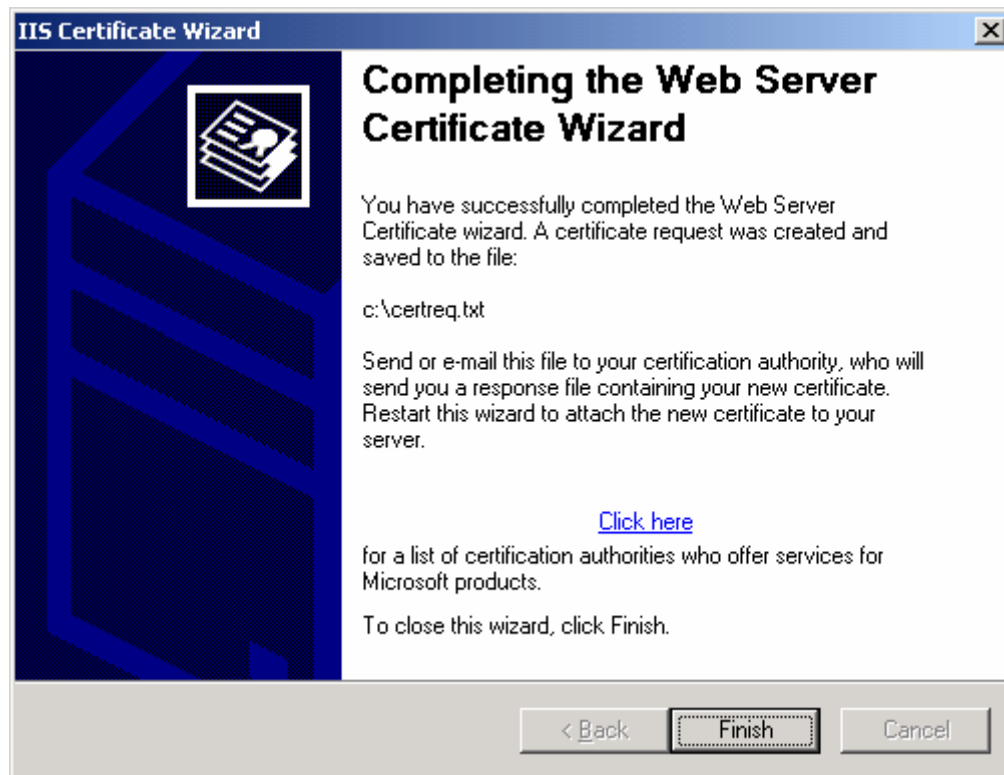 IIS Certificate Wizard
Completing the Web Server
Certificate Wizard
You have successfully completed the Web Server
Certificate wizard. A certificate request was created and
saved to the file:
c:\certreq.txt
Send or e-mail this file to your certification authority, who will
send you a response file containing your new certificate.
Restart this wizard to attach the new certificate to your
server.
Click here
for a list of certification authorities who offer services for
Microsoft products.
To close this wizard, click Finish.
< Back Finish Cancel